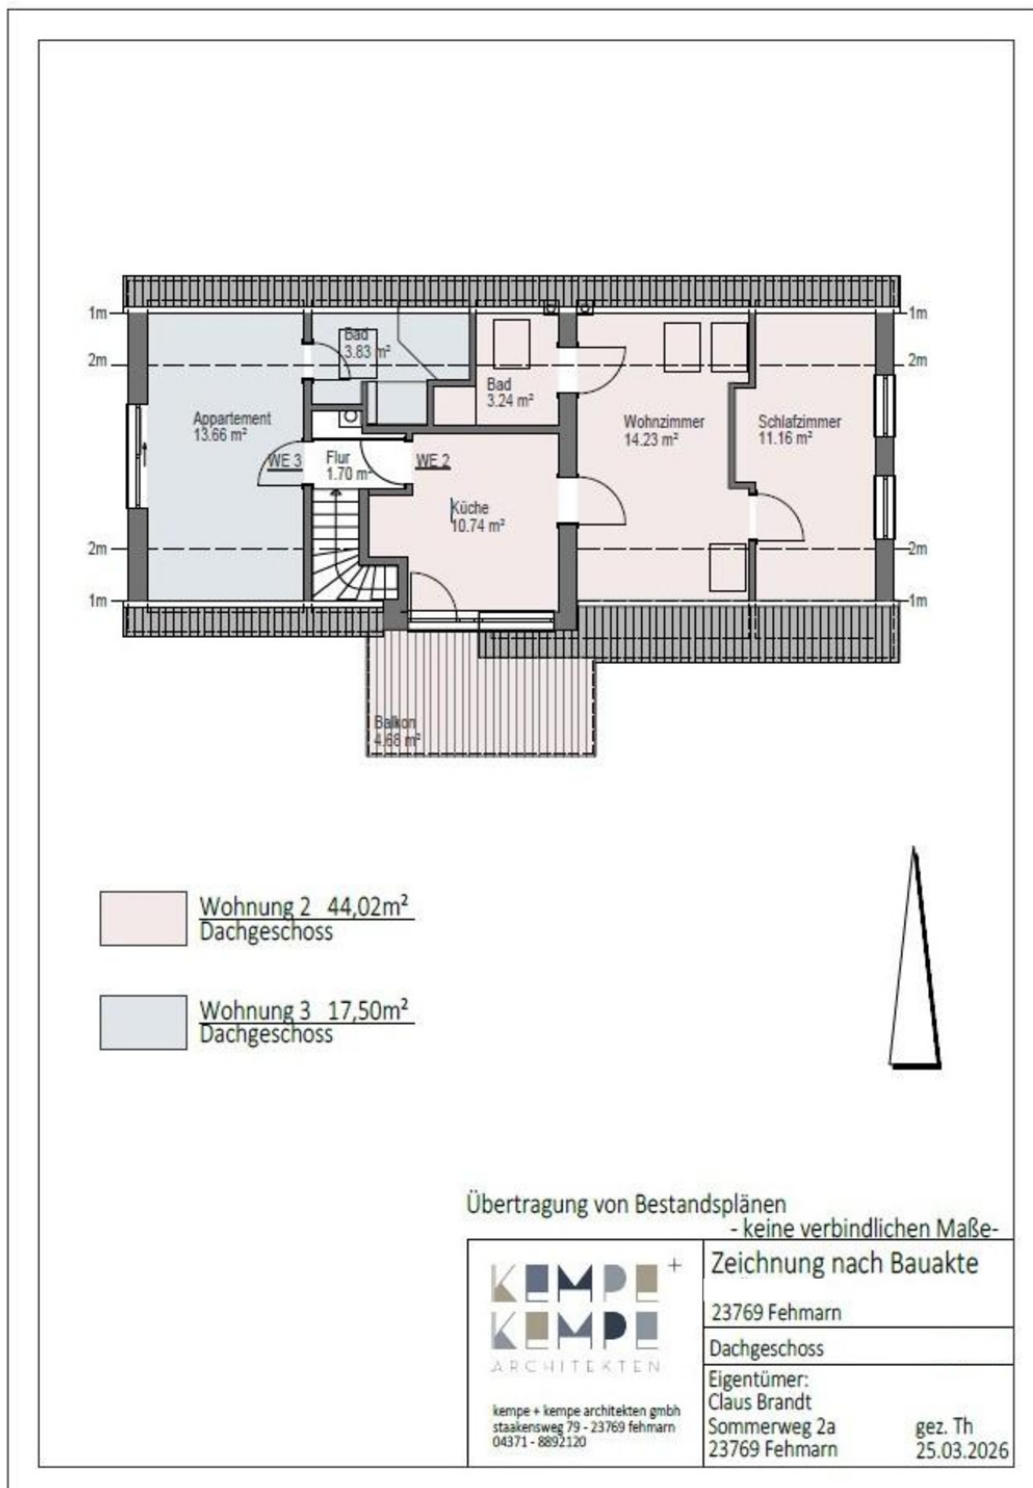 1m
1m
2m
2m
Bad
3.83 m²
Bad
3.24 m²
Appartement
13.66 m²
Wohnzimmer
14.23 m²
Schlafzimmer
11.16 m²
WE 3
Flur
1.70 m²
WE 2
Küche
10.74 m²
2m
2m
1m
1m
Balkon
4.68 m²
Wohnung 2 44,02m²
Dachgeschoss
Wohnung 3 17,50m²
Dachgeschoss
Übertragung von Bestandsplänen
- keine verbindlichen Maße-
KEMPE +
KEMPE
ARCHITEKTEN
kempe + kempe architekten gmbh
staakensweg 79 - 23769 fehmarn
04371 - 8892120
Zeichnung nach Bauakte
23769 Fehmarn
Dachgeschoss
Eigentümer:
Claus Brandt
Sommerweg 2a
23769 Fehmarn
gez. Th
25.03.2026